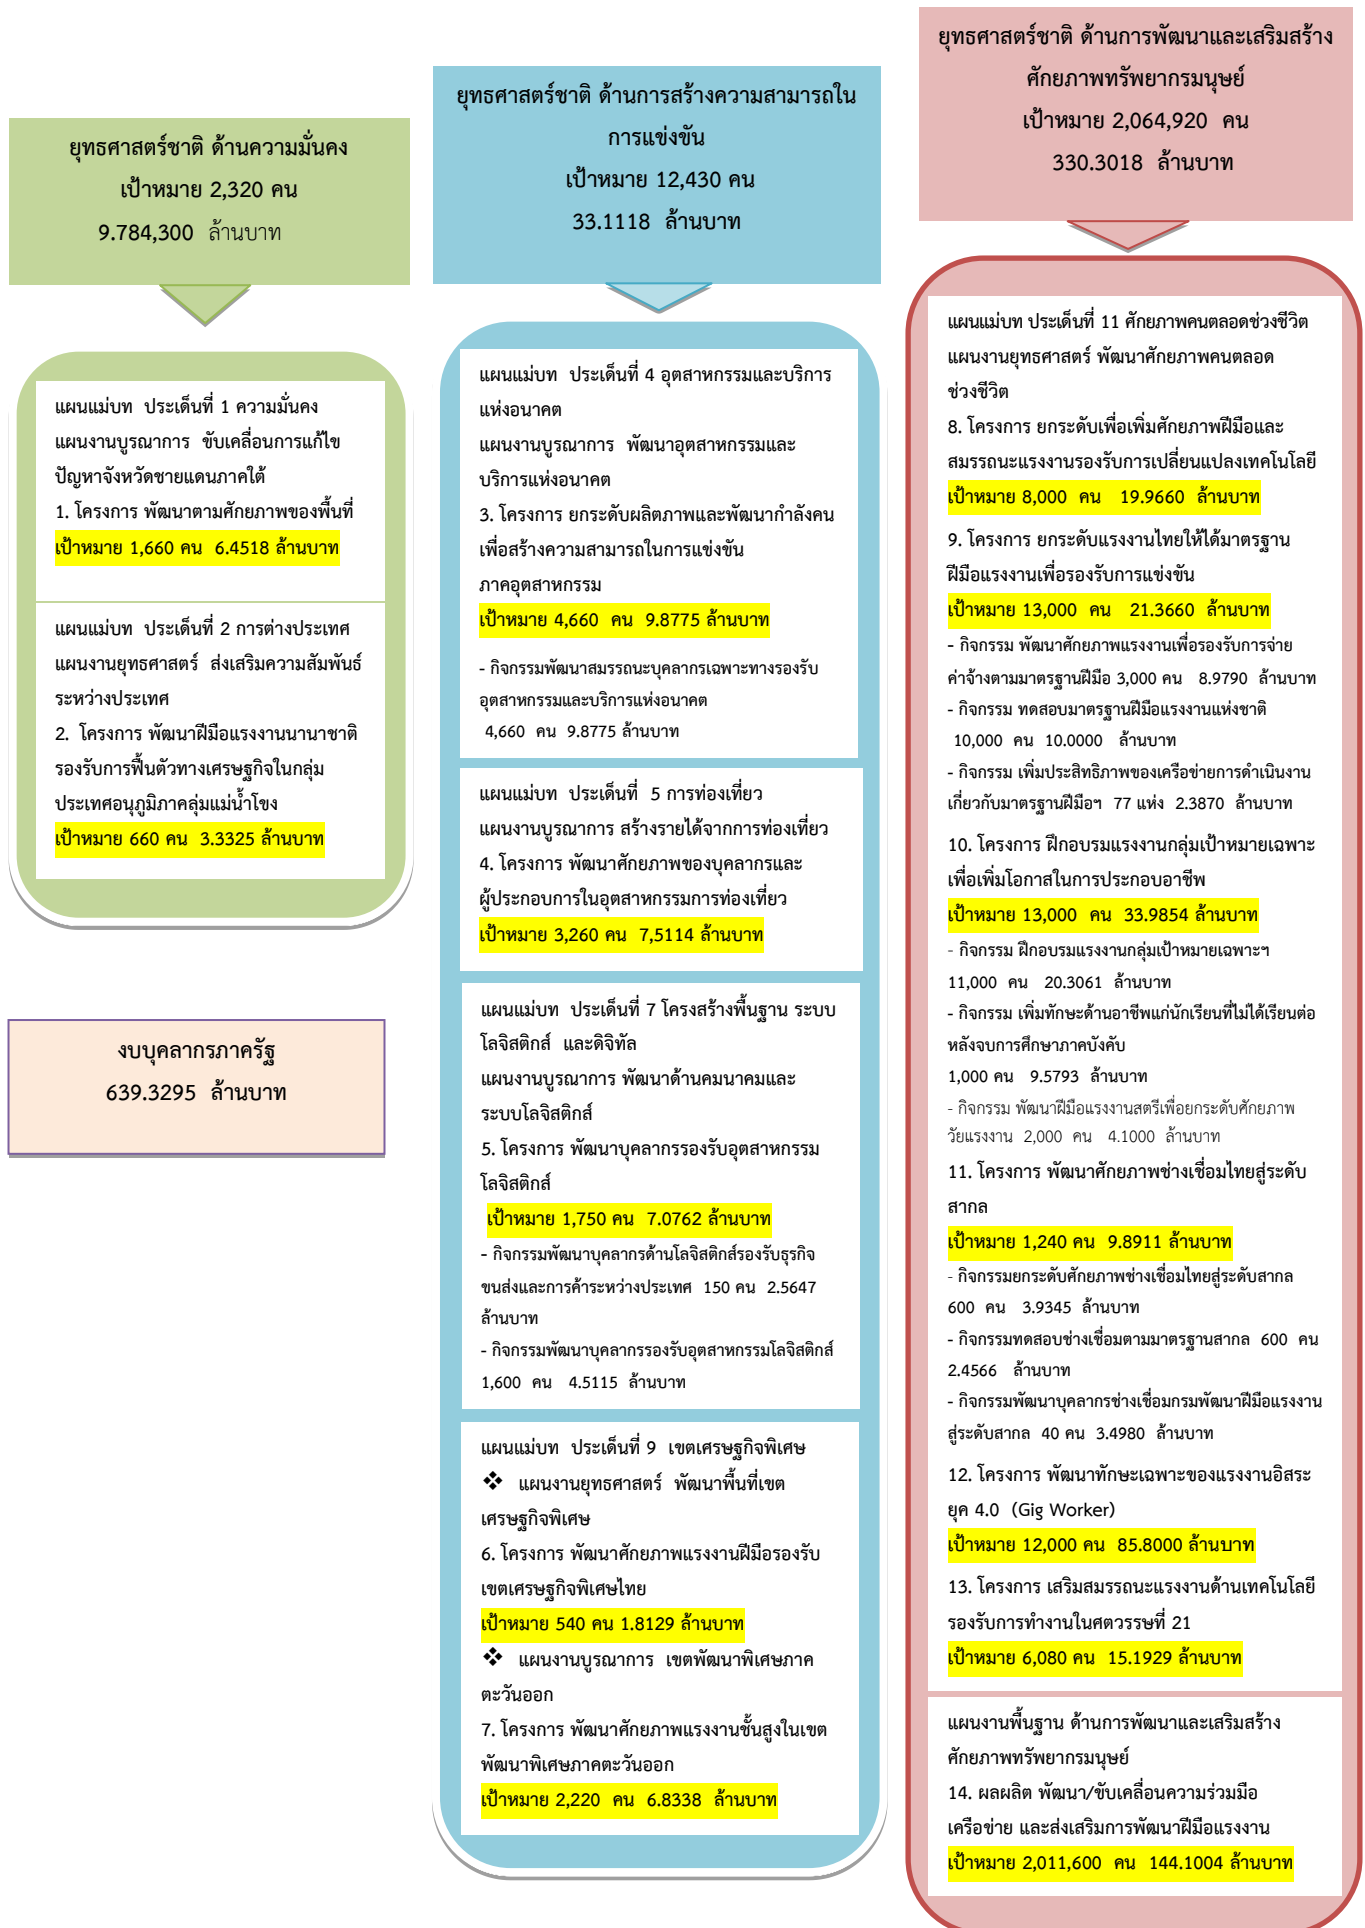 ยุทธศาสตร์ชาติ ด้านความมั่นคง
เป้าหมาย 2,320 คน
9.784,300 ล้านบาท
แผนแม่บท ประเด็นที่ 1 ความมั่นคง
แผนงานบูรณาการ ขับเคลื่อนการแก้ไข
ปัญหาจังหวัดชายแดนภาคใต้
1. โครงการ พัฒนาตามศักยภาพของพื้นที่
เป้าหมาย 1,660 คน 6.4518 ล้านบาท
แผนแม่บท ประเด็นที่ 2 การต่างประเทศ
แผนงานยุทธศาสตร์ ส่งเสริมความสัมพันธ์
ระหว่างประเทศ
2. โครงการ พัฒนาฝีมือแรงงานนานาชาติ
รองรับการฟื้นตัวทางเศรษฐกิจในกลุ่ม
ประเทศอนุภูมิภาคลุ่มแม่น้ำโขง
เป้าหมาย 660 คน 3.3325 ล้านบาท
งบบุคลากรภาครัฐ
639.3295 ล้านบาท
ยุทธศาสตร์ชาติ ด้านการสร้างความสามารถใน
การแข่งขัน
เป้าหมาย 12,430 คน
33.1118 ล้านบาท
แผนแม่บท ประเด็นที่ 4 อุตสาหกรรมและบริการ
แห่งอนาคต
แผนงานบูรณาการ พัฒนาอุตสาหกรรมและ
บริการแห่งอนาคต
3. โครงการ ยกระดับผลิตภาพและพัฒนากำลังคน
เพื่อสร้างความสามารถในการแข่งขัน
ภาคอุตสาหกรรม
เป้าหมาย 4,660 คน 9.8775 ล้านบาท
- กิจกรรมพัฒนาสมรรถนะบุคลากรเฉพาะทางรองรับ
อุตสาหกรรมและบริการแห่งอนาคต
4,660 คน 9.8775 ล้านบาท
แผนแม่บท ประเด็นที่ 5 การท่องเที่ยว
แผนงานบูรณาการ สร้างรายได้จากการท่องเที่ยว
4. โครงการ พัฒนาศักยภาพของบุคลากรและ
ผู้ประกอบการในอุตสาหกรรมการท่องเที่ยว
เป้าหมาย 3,260 คน 7,5114 ล้านบาท
แผนแม่บท ประเด็นที่ 7 โครงสร้างพื้นฐาน ระบบ
โลจิสติกส์ และดิจิทัล
แผนงานบูรณาการ พัฒนาด้านคมนาคมและ
ระบบโลจิสติกส์
5. โครงการ พัฒนาบุคลากรรองรับอุตสาหกรรม
โลจิสติกส์
เป้าหมาย 1,750 คน 7.0762 ล้านบาท
- กิจกรรมพัฒนาบุคลากรด้านโลจิสติกส์รองรับธุรกิจ
ขนส่งและการค้าระหว่างประเทศ 150 คน 2.5647
ล้านบาท
- กิจกรรมพัฒนาบุคลากรรองรับอุตสาหกรรมโลจิสติกส์
1,600 คน 4.5115 ล้านบาท
แผนแม่บท ประเด็นที่ 9 เขตเศรษฐกิจพิเศษ
❖ แผนงานยุทธศาสตร์ พัฒนาพื้นที่เขต
เศรษฐกิจพิเศษ
6. โครงการ พัฒนาศักยภาพแรงงานฝีมือรองรับ
เขตเศรษฐกิจพิเศษไทย
เป้าหมาย 540 คน 1.8129 ล้านบาท
❖ แผนงานบูรณาการ เขตพัฒนาพิเศษภาค
ตะวันออก
7. โครงการ พัฒนาศักยภาพแรงงานชั้นสูงในเขต
พัฒนาพิเศษภาคตะวันออก
เป้าหมาย 2,220 คน 6.8338 ล้านบาท
ยุทธศาสตร์ชาติ ด้านการพัฒนาและเสริมสร้าง
ศักยภาพทรัพยากรมนุษย์
เป้าหมาย 2,064,920 คน
330.3018 ล้านบาท
แผนแม่บท ประเด็นที่ 11 ศักยภาพคนตลอดช่วงชีวิต
แผนงานยุทธศาสตร์ พัฒนาศักยภาพคนตลอด
ช่วงชีวิต
8. โครงการ ยกระดับเพื่อเพิ่มศักยภาพฝีมือและ
สมรรถนะแรงงานรองรับการเปลี่ยนแปลงเทคโนโลยี
เป้าหมาย 8,000 คน 19.9660 ล้านบาท
9. โครงการ ยกระดับแรงงานไทยให้ได้มาตรฐาน
ฝีมือแรงงานเพื่อรองรับการแข่งขัน
เป้าหมาย 13,000 คน 21.3660 ล้านบาท
- กิจกรรม พัฒนาศักยภาพแรงงานเพื่อรองรับการจ่าย
ค่าจ้างตามมาตรฐานฝีมือ 3,000 คน 8.9790 ล้านบาท
- กิจกรรม ทดสอบมาตรฐานฝีมือแรงงานแห่งชาติ
10,000 คน 10.0000 ล้านบาท
- กิจกรรม เพิ่มประสิทธิภาพของเครือข่ายการดำเนินงาน
เกี่ยวกับมาตรฐานฝีมือฯ 77 แห่ง 2.3870 ล้านบาท
10. โครงการ ฝึกอบรมแรงงานกลุ่มเป้าหมายเฉพาะ
เพื่อเพิ่มโอกาสในการประกอบอาชีพ
เป้าหมาย 13,000 คน 33.9854 ล้านบาท
- กิจกรรม ฝึกอบรมแรงงานกลุ่มเป้าหมายเฉพาะฯ
11,000 คน 20.3061 ล้านบาท
- กิจกรรม เพิ่มทักษะด้านอาชีพแก่นักเรียนที่ไม่ได้เรียนต่อ
หลังจบการศึกษาภาคบังคับ
1,000 คน 9.5793 ล้านบาท
- กิจกรรม พัฒนาฝีมือแรงงานสตรีเพื่อยกระดับศักยภาพ
วัยแรงงาน 2,000 คน 4.1000 ล้านบาท
11. โครงการ พัฒนาศักยภาพช่างเชื่อมไทยสู่ระดับ
สากล
เป้าหมาย 1,240 คน 9.8911 ล้านบาท
- กิจกรรมยกระดับศักยภาพช่างเชื่อมไทยสู่ระดับสากล
600 คน 3.9345 ล้านบาท
- กิจกรรมทดสอบช่างเชื่อมตามมาตรฐานสากล 600 คน
2.4566 ล้านบาท
- กิจกรรมพัฒนาบุคลากรช่างเชื่อมกรมพัฒนาฝีมือแรงงาน
สู่ระดับสากล 40 คน 3.4980 ล้านบาท
12. โครงการ พัฒนาทักษะเฉพาะของแรงงานอิสระ
ยุค 4.0 (Gig Worker)
เป้าหมาย 12,000 คน 85.8000 ล้านบาท
13. โครงการ เสริมสมรรถนะแรงงานด้านเทคโนโลยี
รองรับการทำงานในศตวรรษที่ 21
เป้าหมาย 6,080 คน 15.1929 ล้านบาท
แผนงานพื้นฐาน ด้านการพัฒนาและเสริมสร้าง
ศักยภาพทรัพยากรมนุษย์
14. ผลผลิต พัฒนา/ขับเคลื่อนความร่วมมือ
เครือข่าย และส่งเสริมการพัฒนาฝีมือแรงงาน
เป้าหมาย 2,011,600 คน 144.1004 ล้านบาท